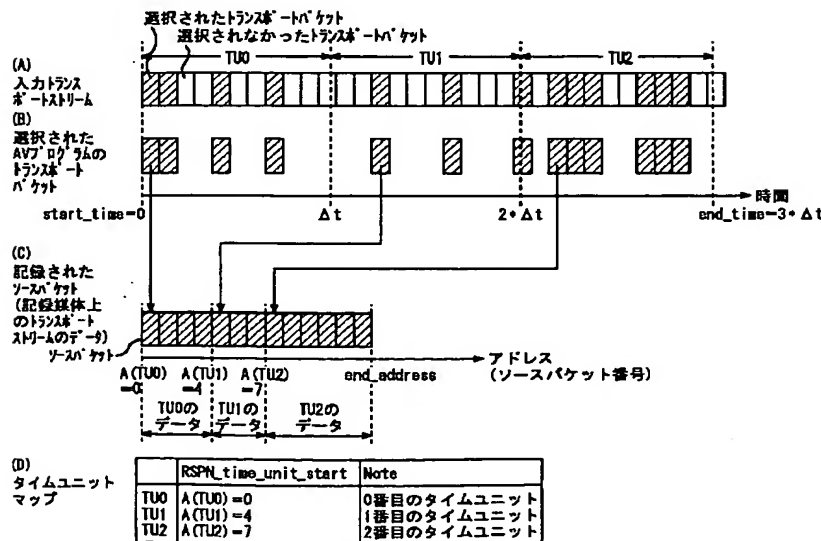 選択されたトランスポートパケット
選択されなかったトランスポートパケット
TU0 TU1 TU2
(A)
入力トランス
ポートストリーム
(B)
選択された
AVプログラムの
トランスポート
パケット
時間
start_time=0 Δt 2*Δt end_time=3*Δt
(C)
記録された
ソースパケット
(記録媒体上
のトランスポート
ストリームのデータ)
ソースパケット
アドレス
(ソースパケット番号)
A(TU0) A(TU1) A(TU2) end_address
=0 =4 =7
TU0の TU1の TU2の
データ データ データ
(D)
タイムユニット
マップ
RSPN_time_unit_start Note
TU0 A(TU0)=0 0番目のタイムユニット
TU1 A(TU1)=4 1番目のタイムユニット
TU2 A(TU2)=7 2番目のタイムユニット